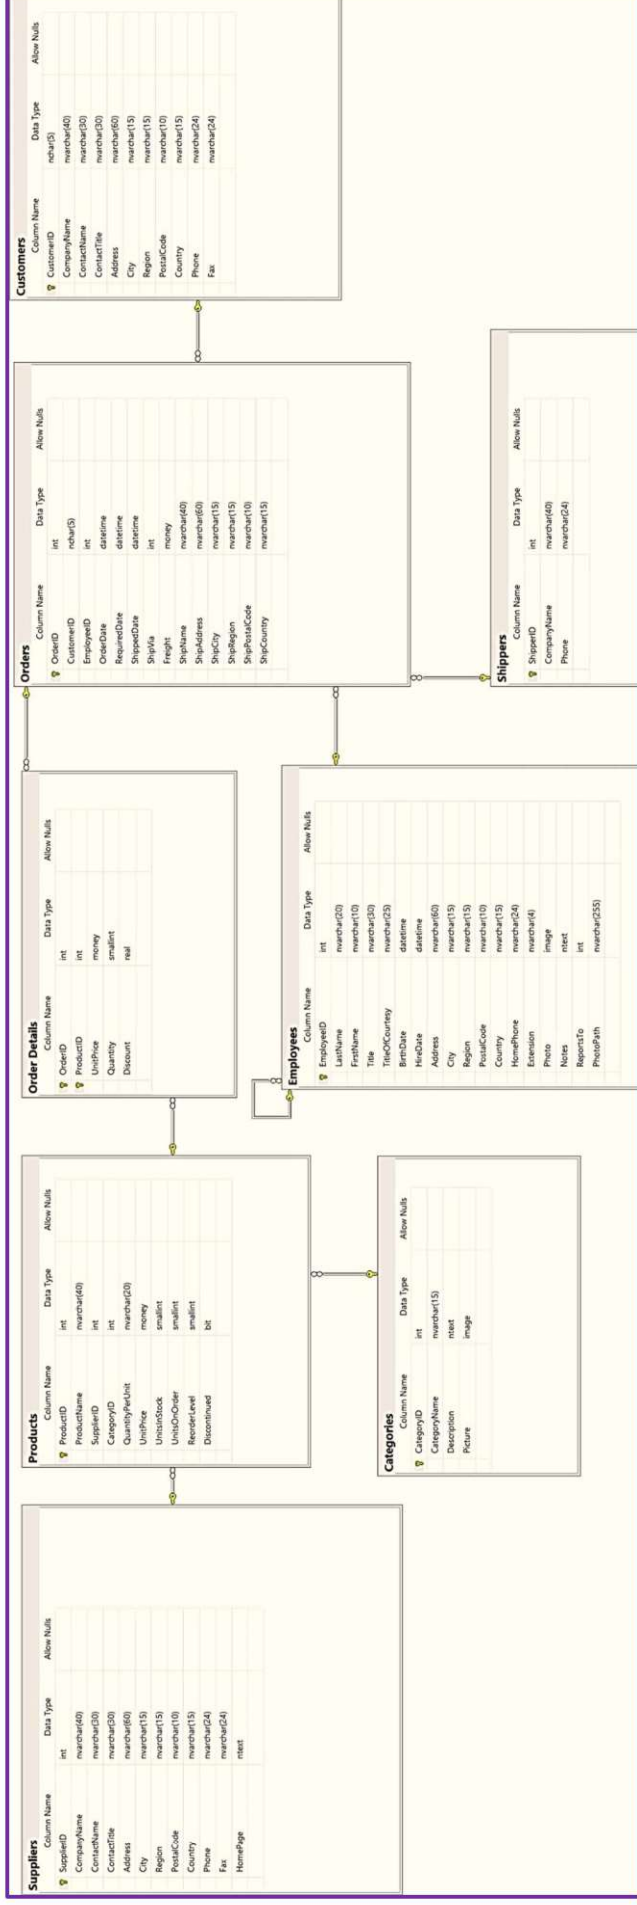 Suppliers
Column Name Data Type Allow Nulls
SupplierID int
CompanyName nvarchar(40)
ContactName nvarchar(30)
ContactTitle nvarchar(30)
Address nvarchar(60)
City nvarchar(15)
Region nvarchar(15)
PostalCode nvarchar(10)
Country nvarchar(15)
Phone nvarchar(24)
Fax nvarchar(24)
HomePage ntext
Products
Column Name Data Type Allow Nulls
ProductID int
ProductName nvarchar(40)
SupplierID int
CategoryID int
QuantityPerUnit nvarchar(20)
UnitPrice money
UnitsInStock smallint
UnitsOnOrder smallint
ReorderLevel smallint
Discontinued bit
Categories
Column Name Data Type Allow Nulls
CategoryID int
CategoryName nvarchar(15)
Description ntext
Picture image
Order Details
Column Name Data Type Allow Nulls
OrderID int
ProductID int
UnitPrice money
Quantity smallint
Discount real
Employees
Column Name Data Type Allow Nulls
EmployeeID int
LastName nvarchar(20)
FirstName nvarchar(10)
Title nvarchar(30)
TitleOfCourtesy nvarchar(25)
BirthDate datetime
HireDate datetime
Address nvarchar(60)
City nvarchar(15)
Region nvarchar(15)
PostalCode nvarchar(10)
Country nvarchar(15)
HomePhone nvarchar(24)
Extension nvarchar(4)
Photo image
Notes ntext
ReportsTo int
PhotoPath nvarchar(255)
Orders
Column Name Data Type Allow Nulls
OrderID int
CustomerID nchar(5)
EmployeeID int
OrderDate datetime
RequiredDate datetime
ShippedDate datetime
ShipVia int
Freight money
ShipName nvarchar(40)
ShipAddress nvarchar(60)
ShipCity nvarchar(15)
ShipRegion nvarchar(15)
ShipPostalCode nvarchar(10)
ShipCountry nvarchar(15)
Shippers
Column Name Data Type Allow Nulls
ShipperID int
CompanyName nvarchar(40)
Phone nvarchar(24)
Customers
Column Name Data Type Allow Nulls
CustomerID nchar(5)
CompanyName nvarchar(40)
ContactName nvarchar(30)
ContactTitle nvarchar(30)
Address nvarchar(60)
City nvarchar(15)
Region nvarchar(15)
PostalCode nvarchar(10)
Country nvarchar(15)
Phone nvarchar(24)
Fax nvarchar(24)